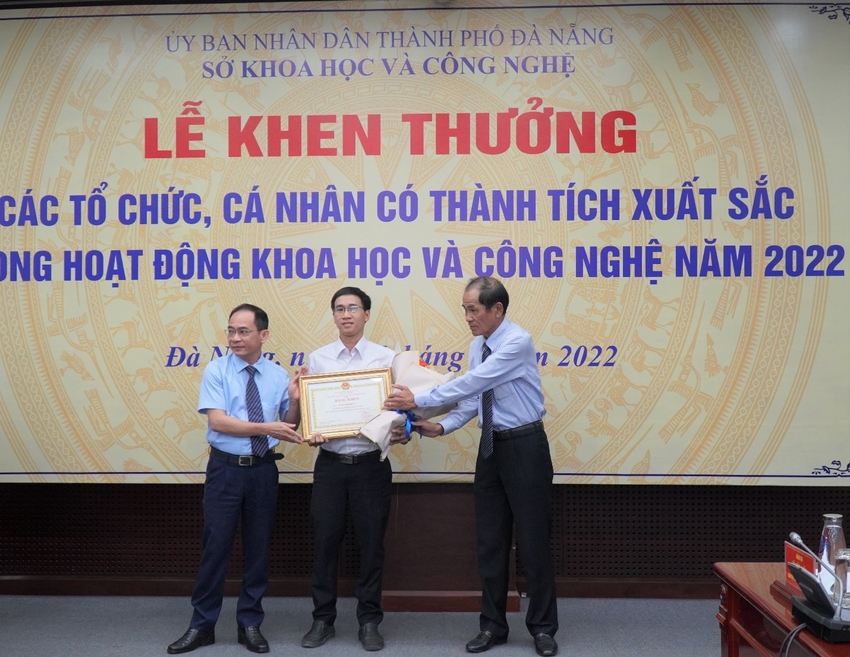 ỦY BAN NHÂN DÂN THÀNH PHỐ ĐÀ NẴNG
SỞ KHOA HỌC VÀ CÔNG NGHỆ
LỄ KHEN THƯỞNG
CÁC TỔ CHỨC, CÁ NHÂN CÓ THÀNH TÍCH XUẤT SẮC
ONG HOẠT ĐỘNG KHOA HỌC VÀ CÔNG NGHỆ NĂM 2022
Đà 2022
BẰNG KHEN